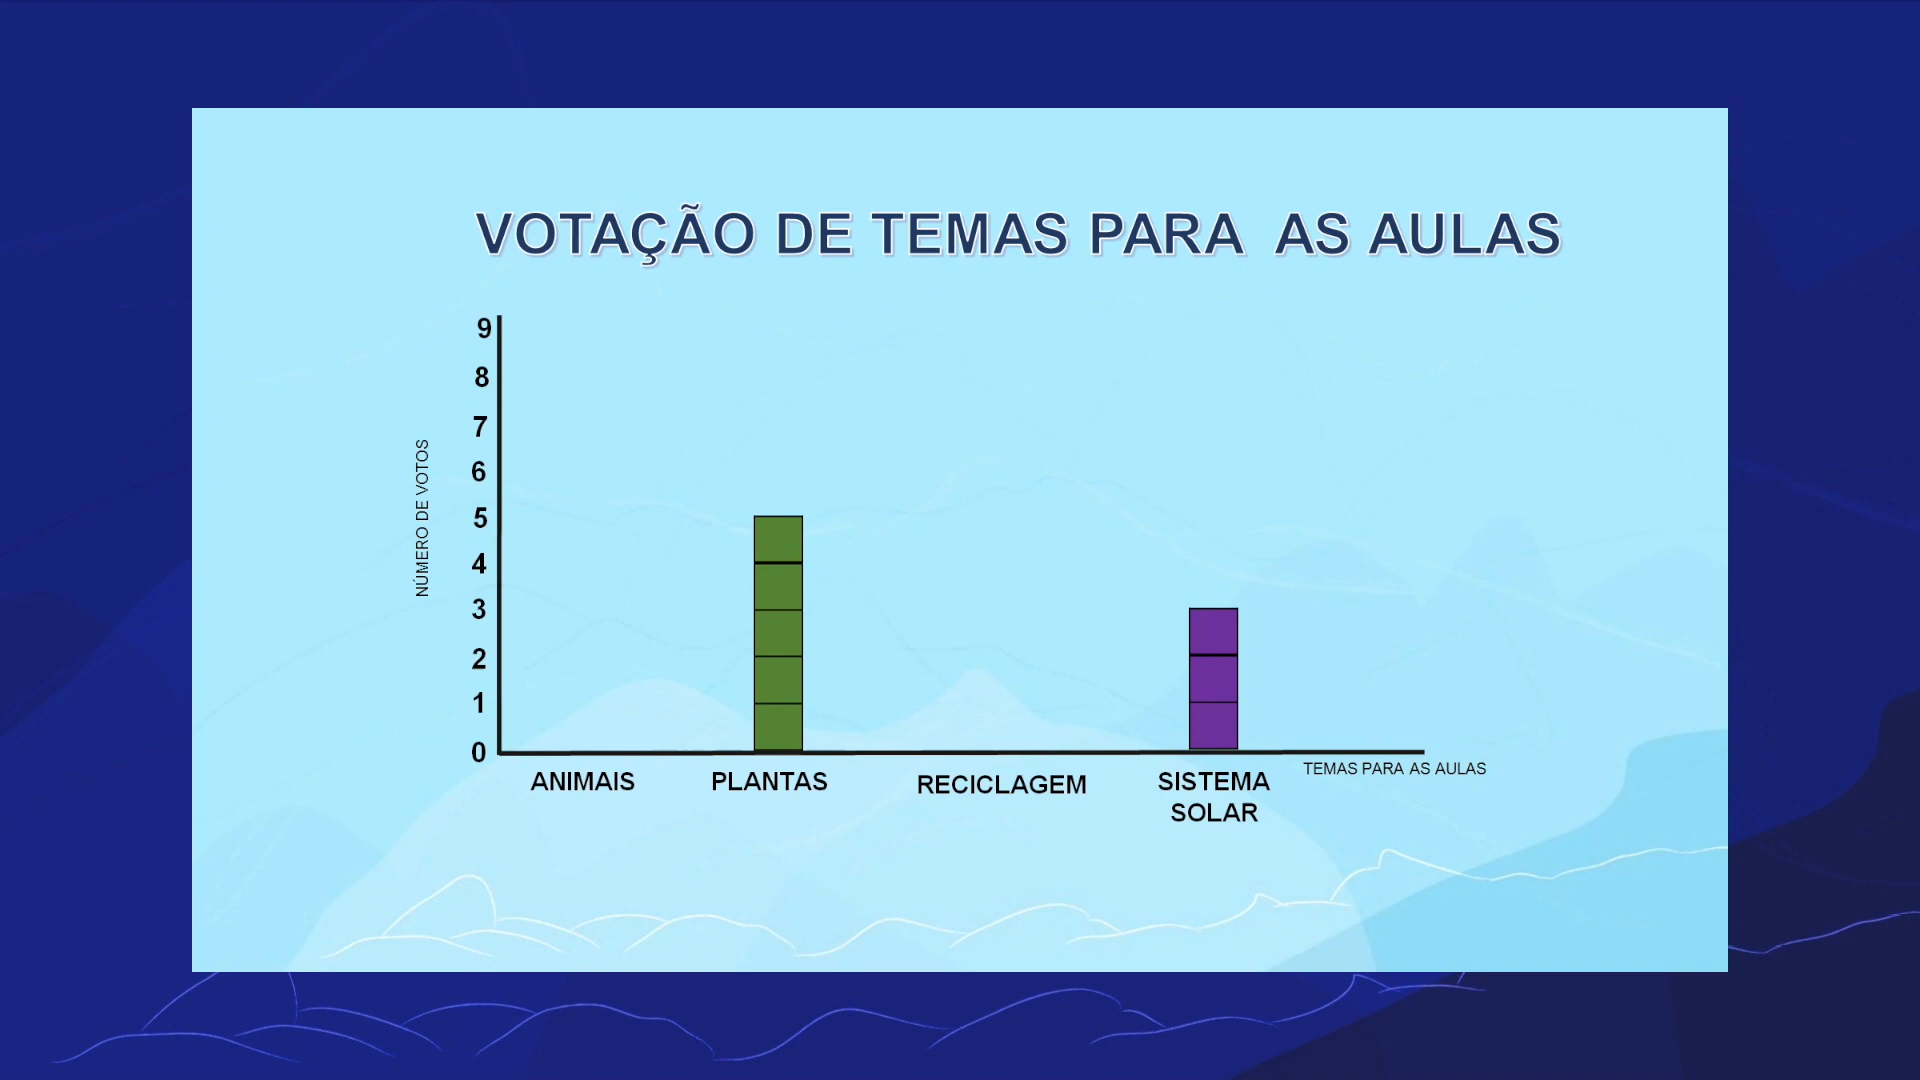 VOTAÇÃO DE TEMAS PARA AS AULAS
9
8
7
6
5
4
3
2
1
0
NÚMERO DE VOTOS
ANIMAIS
PLANTAS
RECICLAGEM
SISTEMA
SOLAR
TEMAS PARA AS AULAS